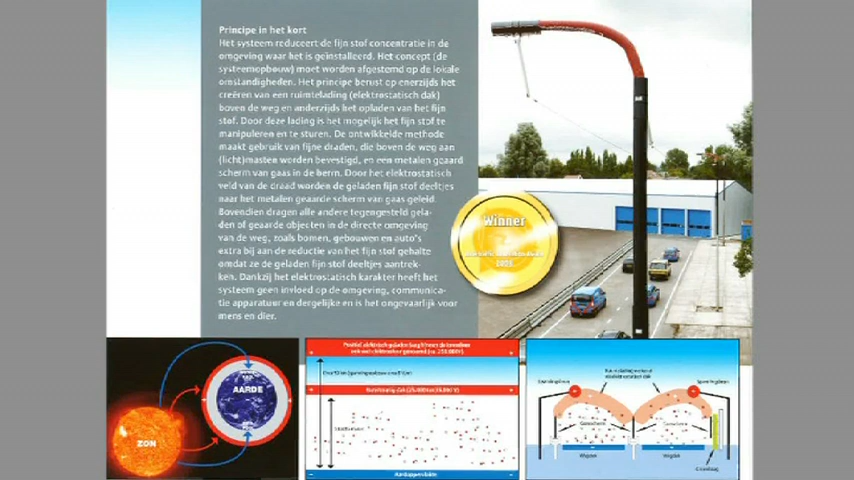 Principe in het kort
Het systeem reduceert de fijn stof concentratie in de
omgeving waar het is geïnstalleerd. Het concept (de
systeemopbouw) moet worden afgestemd op de lokale
omstandigheden. Het principe berust op enerzijds het
creëren van een ruimtelading (elektrostatisch dak)
boven de weg en anderzijds het opladen van het fijn
stof. Door deze lading is het mogelijk het fijn stof te
manipuleren en te sturen. De ontwikkelde methode
maakt gebruik van fijne draden, die boven de weg aan
(licht)masten worden bevestigd, en een metalen geaard
scherm van gaas in de berm. Door het elektrostatisch
veld van de draad worden de geladen fijn stof deeltjes
naar het metalen geaarde scherm van gaas geleid.
Bovendien dragen alle andere tegengesteld gela-
den of geaarde objecten in de directe omgeving
van de weg, zoals bomen, gebouwen en auto's
extra bij aan de reductie van het fijn stof gehalte
omdat ze de geladen fijn stof deeltjes aantrek-
ken. Dankzij het elektrostatisch karakter heeft het
systeem geen invloed op de omgeving, communica-
tie apparatuur en dergelijke en is het ongevaarlijk voor
mens en dier.
Winner
ZON
AARDE
Aardoppervlakte
Wegdek
Wegdek